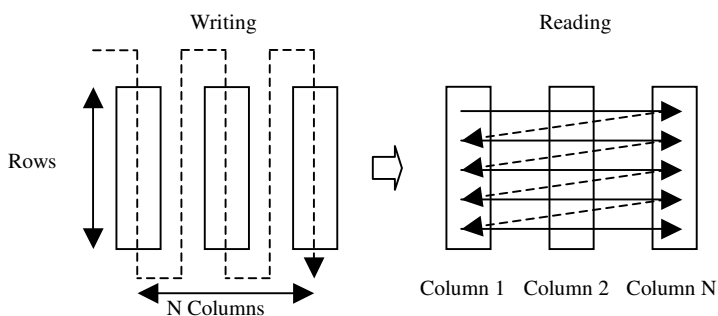 Writing
Reading
Rows
N Columns
Column 1
Column 2
Column N